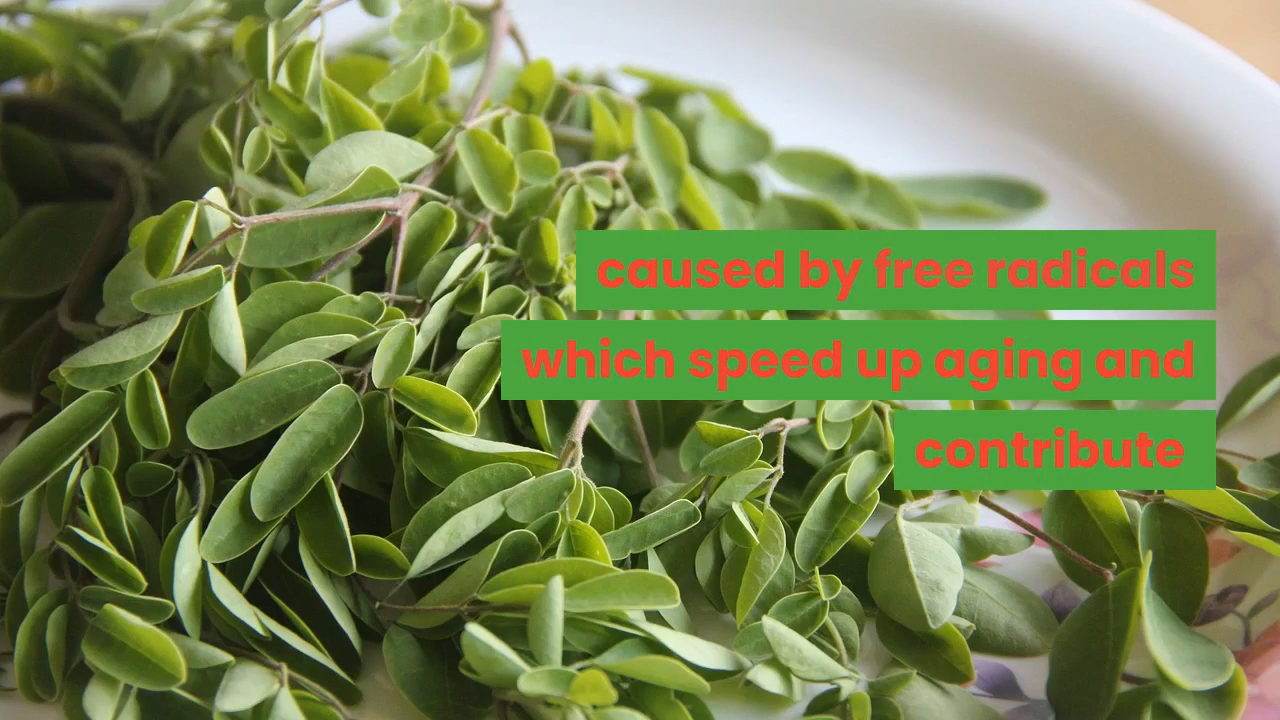 caused by free radicals
which speed up aging and
contribute